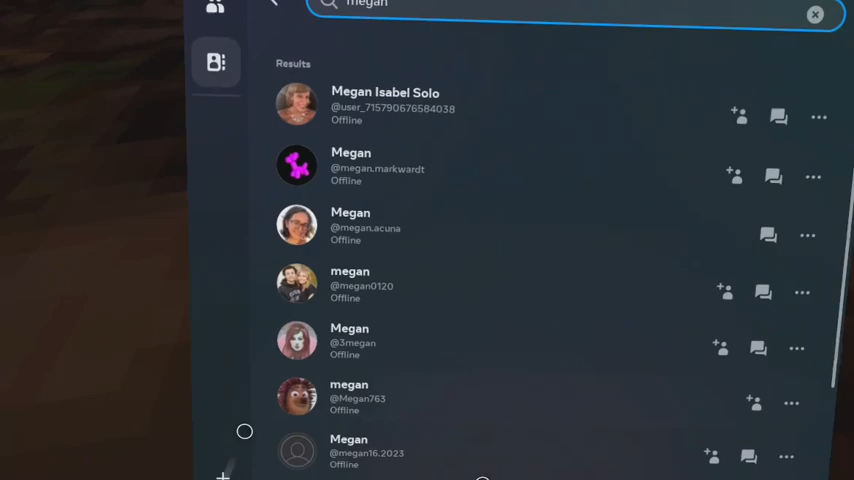 megan
Results
Megan Isabel Solo
@user_715790676584038
Offline
Megan
@megan.markwardt
Offline
Megan
@megan.acuna
Offline
megan
@megan0120
Offline
Megan
@3megan
Offline
megan
@Megan763
Offline
Megan
@megan16.2023
Offline